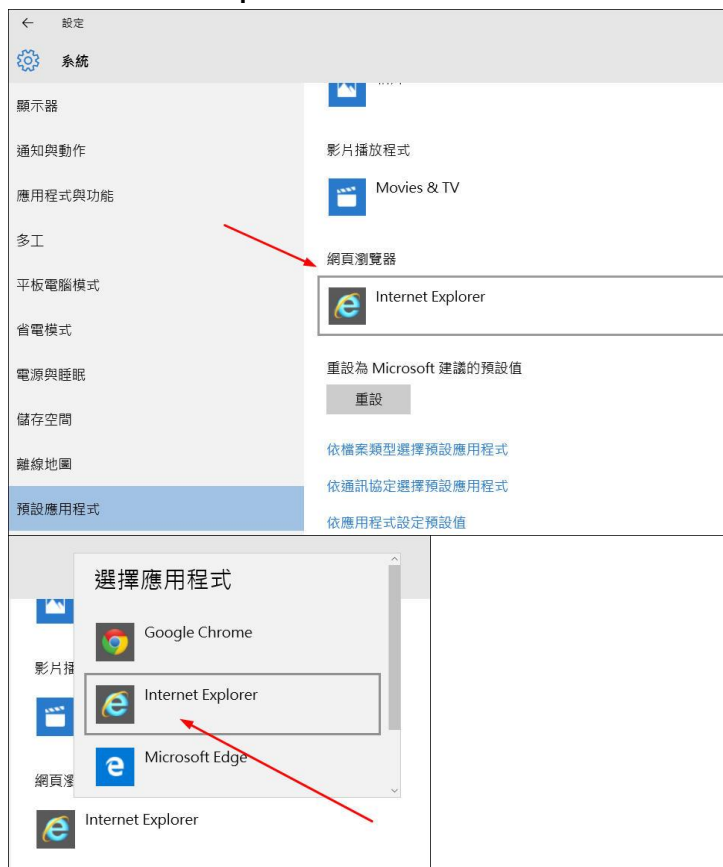 設定
系統
顯示器
通知與動作
應用程式與功能
多工
平板電腦模式
省電模式
電源與睡眠
儲存空間
離線地圖
預設應用程式
影片播放程式
Movies & TV
網頁瀏覽器
Internet Explorer
重設為 Microsoft 建議的預設值
重設
依檔案類型選擇預設應用程式
依通訊協定選擇預設應用程式
依應用程式設定預設值
選擇應用程式
Google Chrome
Internet Explorer
Microsoft Edge
影片播
網頁瀏
Internet Explorer